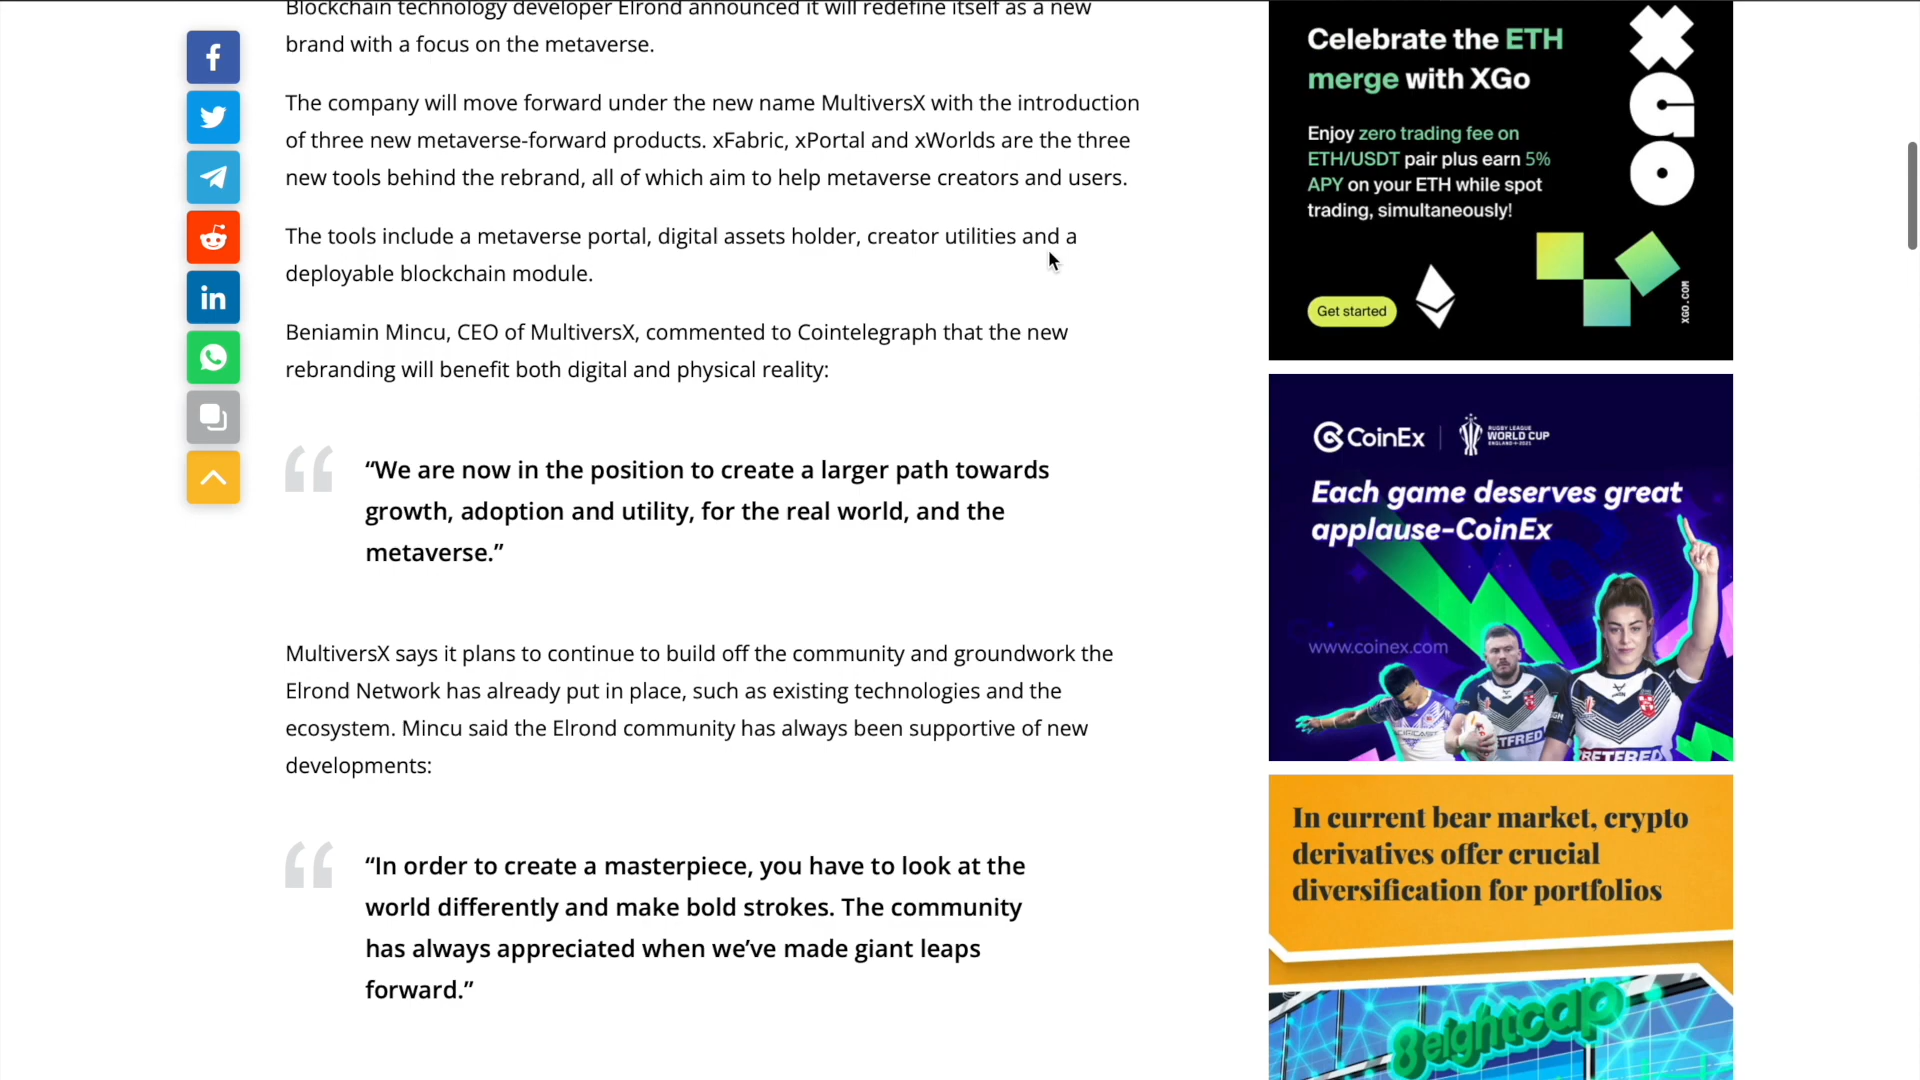 Blockchain technology developer Elrond announced it will redefine itself as a new
brand with a focus on the metaverse.
The company will move forward under the new name MultiversX with the introduction
of three new metaverse-forward products. xFabric, xPortal and xWorlds are the three
new tools behind the rebrand, all of which aim to help metaverse creators and users.
The tools include a metaverse portal, digital assets holder, creator utilities and a
deployable blockchain module.
Beniamin Mincu, CEO of MultiversX, commented to Cointelegraph that the new
rebranding will benefit both digital and physical reality:
“We are now in the position to create a larger path towards
growth, adoption and utility, for the real world, and the
metaverse.”
MultiversX says it plans to continue to build off the community and groundwork the
Elrond Network has already put in place, such as existing technologies and the
ecosystem. Mincu said the Elrond community has always been supportive of new
developments:
“In order to create a masterpiece, you have to look at the
world differently and make bold strokes. The community
has always appreciated when we’ve made giant leaps
forward.”
Celebrate the ETH
merge with XGo
Enjoy zero trading fee on
ETH/USDT pair plus earn 5%
APY on your ETH while spot
trading, simultaneously!
Get started
XGO
XGO.COM
CoinEx
RUGBY LEAGUE
WORLD CUP
ENGLAND 2021
Each game deserves great
applause-CoinEx
www.coinex.com
BETFRED
In current bear market, crypto
derivatives offer crucial
diversification for portfolios
8eightcap